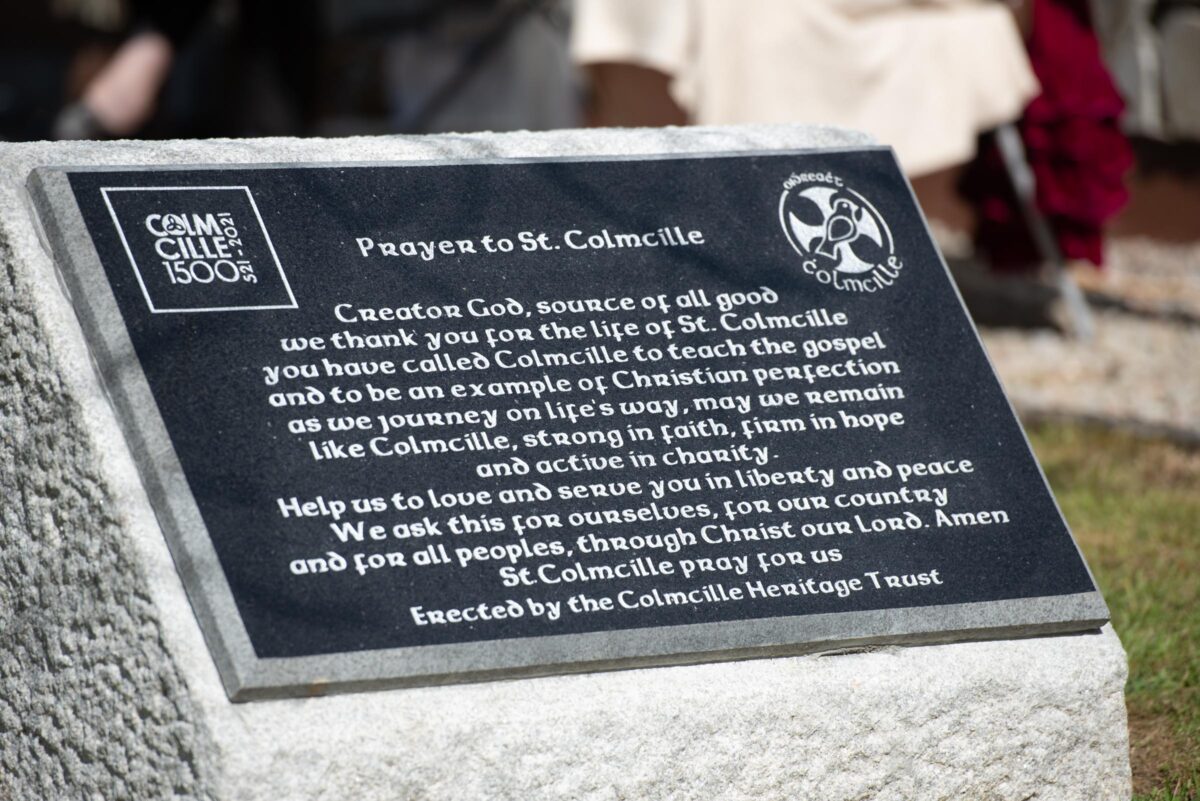 COLM
CILLE
1500
521-2021
Oidreacht
Cholmcille
Prayer to St. Colmcille
Creator God, source of all good
we thank you for the life of St. Colmcille
you have called Colmcille to teach the gospel
and to be an example of Christian perfection
as we journey on life's way, may we remain
like Colmcille, strong in faith, firm in hope
and active in charity.
Help us to love and serve you in liberty and peace
We ask this for ourselves, for our country
and for all peoples, through Christ our Lord. Amen
St. Colmcille pray for us
Erected by the Colmcille Heritage Trust